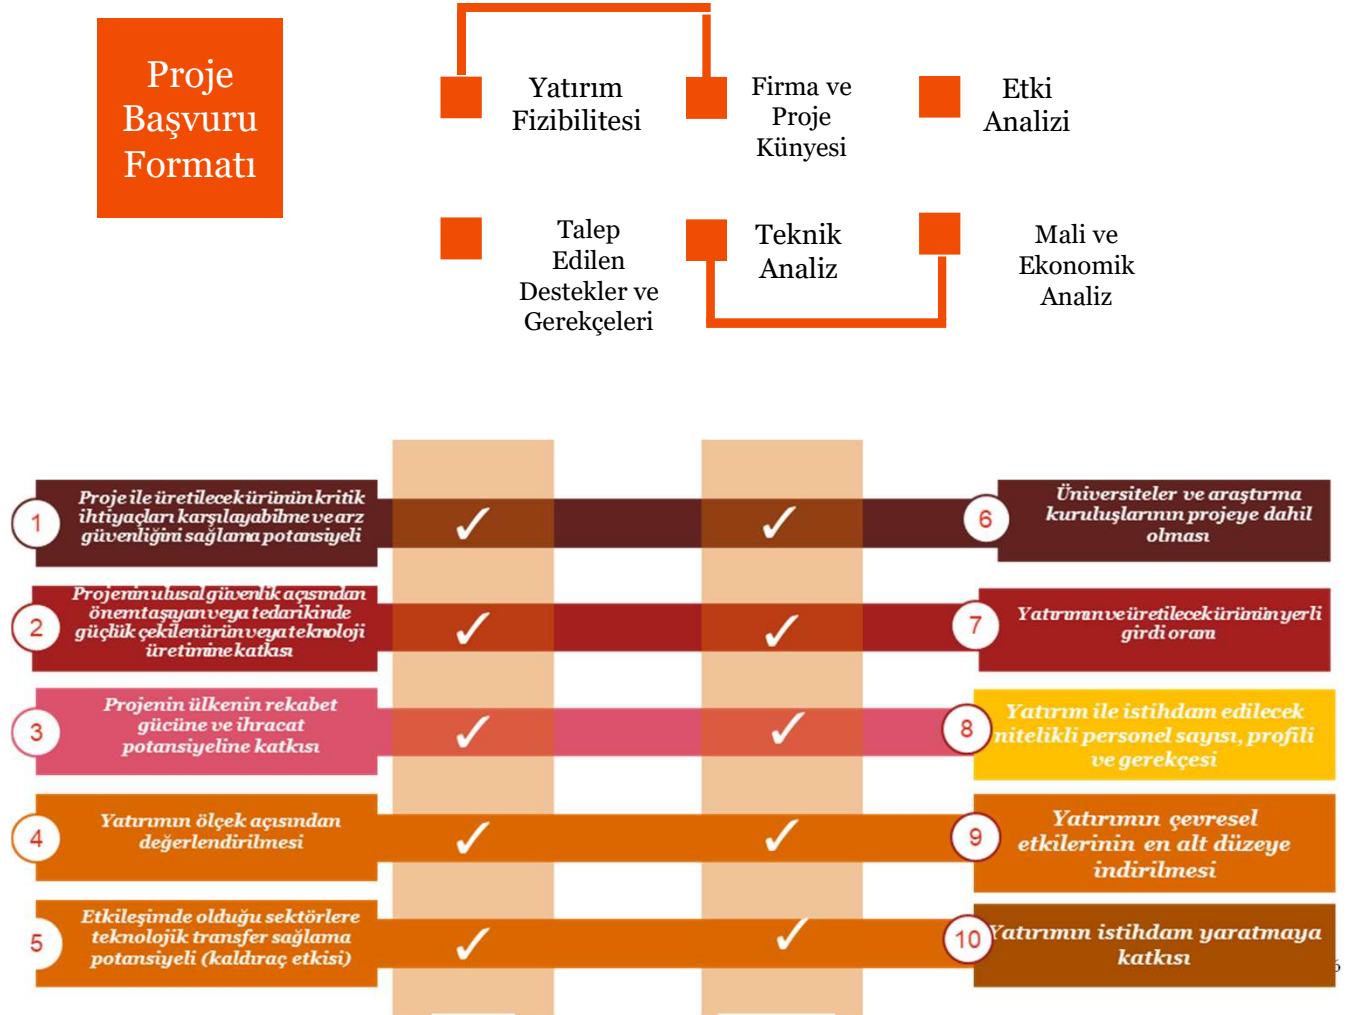 Proje
Başvuru
Formatı
Yatırım
Fizibilitesi
Firma ve
Proje
Künyesi
Etki
Analizi
Talep
Edilen
Destekler ve
Gerekçeleri
Teknik
Analiz
Mali ve
Ekonomik
Analiz
1
Proje ile üretilecek ürünün kritik
ihtiyaçları karşılayabilme ve arz
güvenliğini sağlama potansiyeli
2
Projenin ulusal güvenlik açısından
önem taşıyan veya tedarikinde
güçlük çekilen ürün veya teknoloji
üretimine katkısı
3
Projenin ülkenin rekabet
gücüne ve ihracat
potansiyeline katkısı
4
Yatırımın ölçek açısından
değerlendirilmesi
5
Etkileşimde olduğu sektörlere
teknolojik transfer sağlama
potansiyeli (kaldıraç etkisi)
6
Üniversiteler ve araştırma
kuruluşlarının projeye dahil
olması
7
Yatırımın ve üretilecek ürünün yerli
girdi oranı
8
Yatırım ile istihdam edilecek
nitelikli personel sayısı, profili
ve gerekçesi
9
Yatırımın çevresel
etkilerinin en alt düzeye
indirilmesi
10
Yatırımın istihdam yaratmaya
katkısı
6